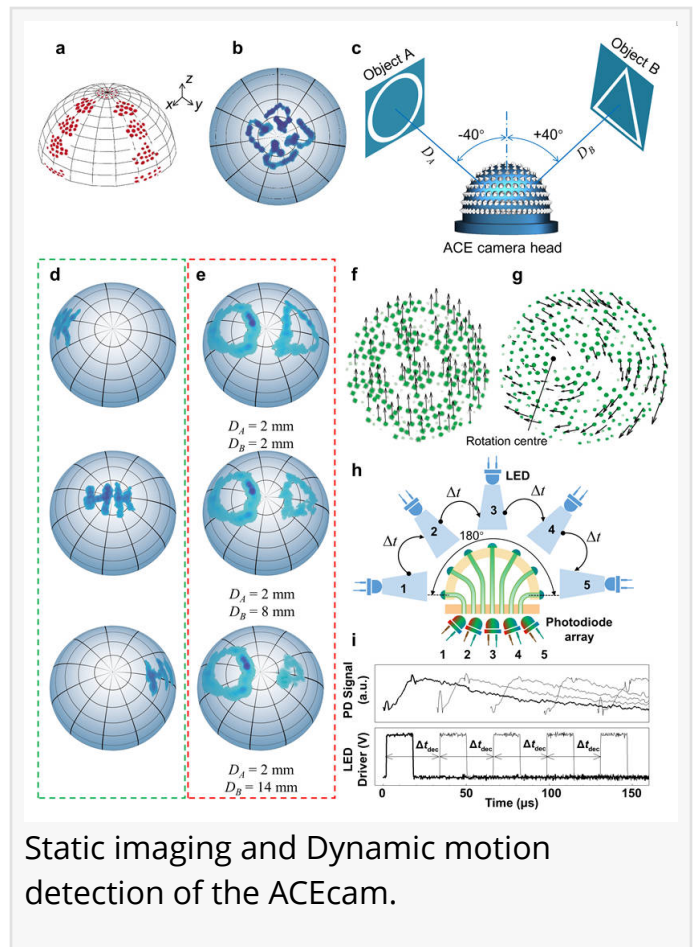 a
b
c
z
x
y
Object A
Object B
-40°
+40°
D_A
D_B
ACE camera head
d
e
f
g
D_A = 2 mm
D_B = 2 mm
Rotation centre
D_A = 2 mm
D_B = 8 mm
D_A = 2 mm
D_B = 14 mm
h
LED
Δt
Δt
Δt
Δt
180°
1
2
3
4
5
Photodiode
array
1 2 3 4 5
i
PD Signal
(a.u.)
LED
Driver (V)
Δt_dec
Δt_dec
Δt_dec
Δt_dec
0 50 100 150
Time (µs)
Static imaging and Dynamic motion
detection of the ACEcam.